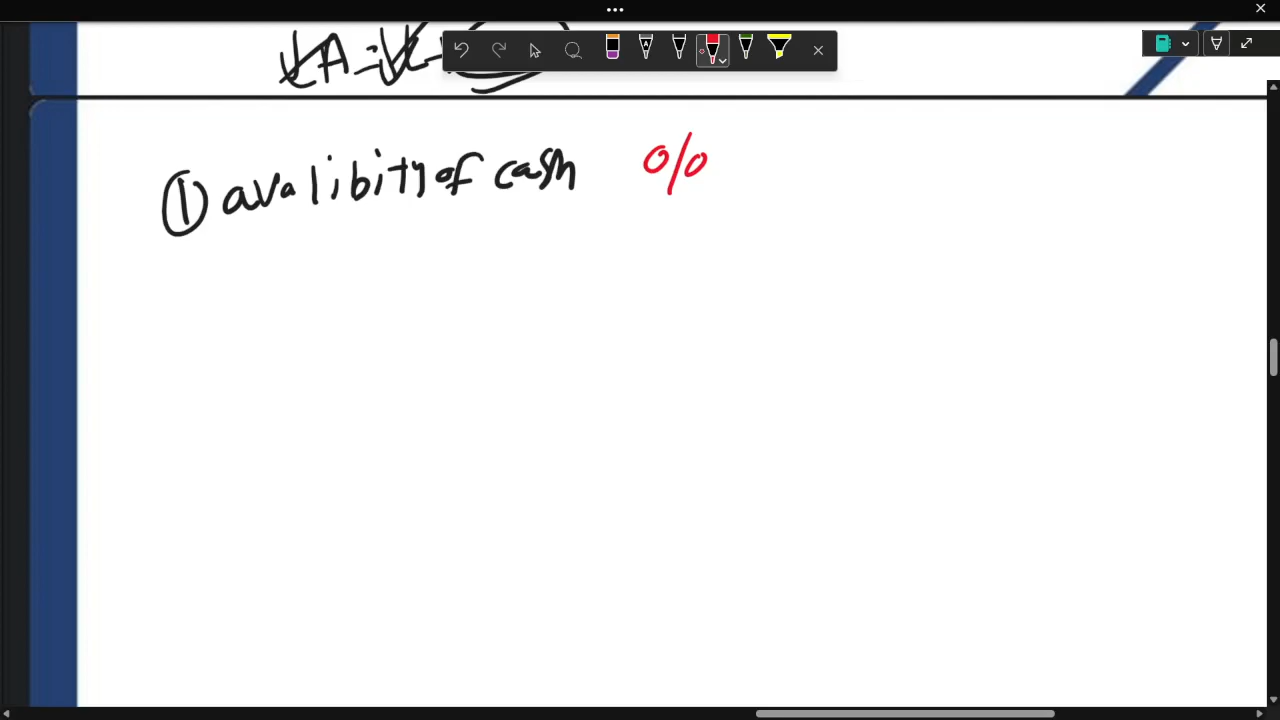 ① avalibity of cash %